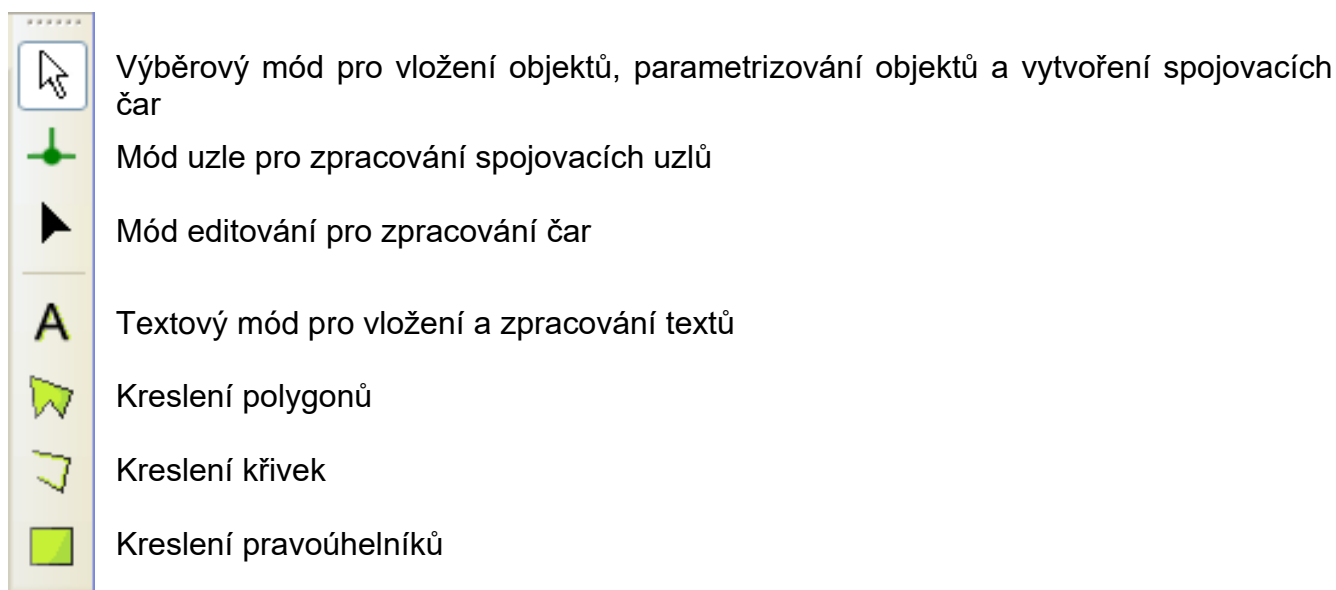 Výběrový mód pro vložení objektů, parametrizování objektů a vytvoření spojovacích
čar
Mód uzle pro zpracování spojovacích uzlů
Mód editování pro zpracování čar
A Textový mód pro vložení a zpracování textů
Kreslení polygonů
Kreslení křivek
Kreslení pravoúhelníků